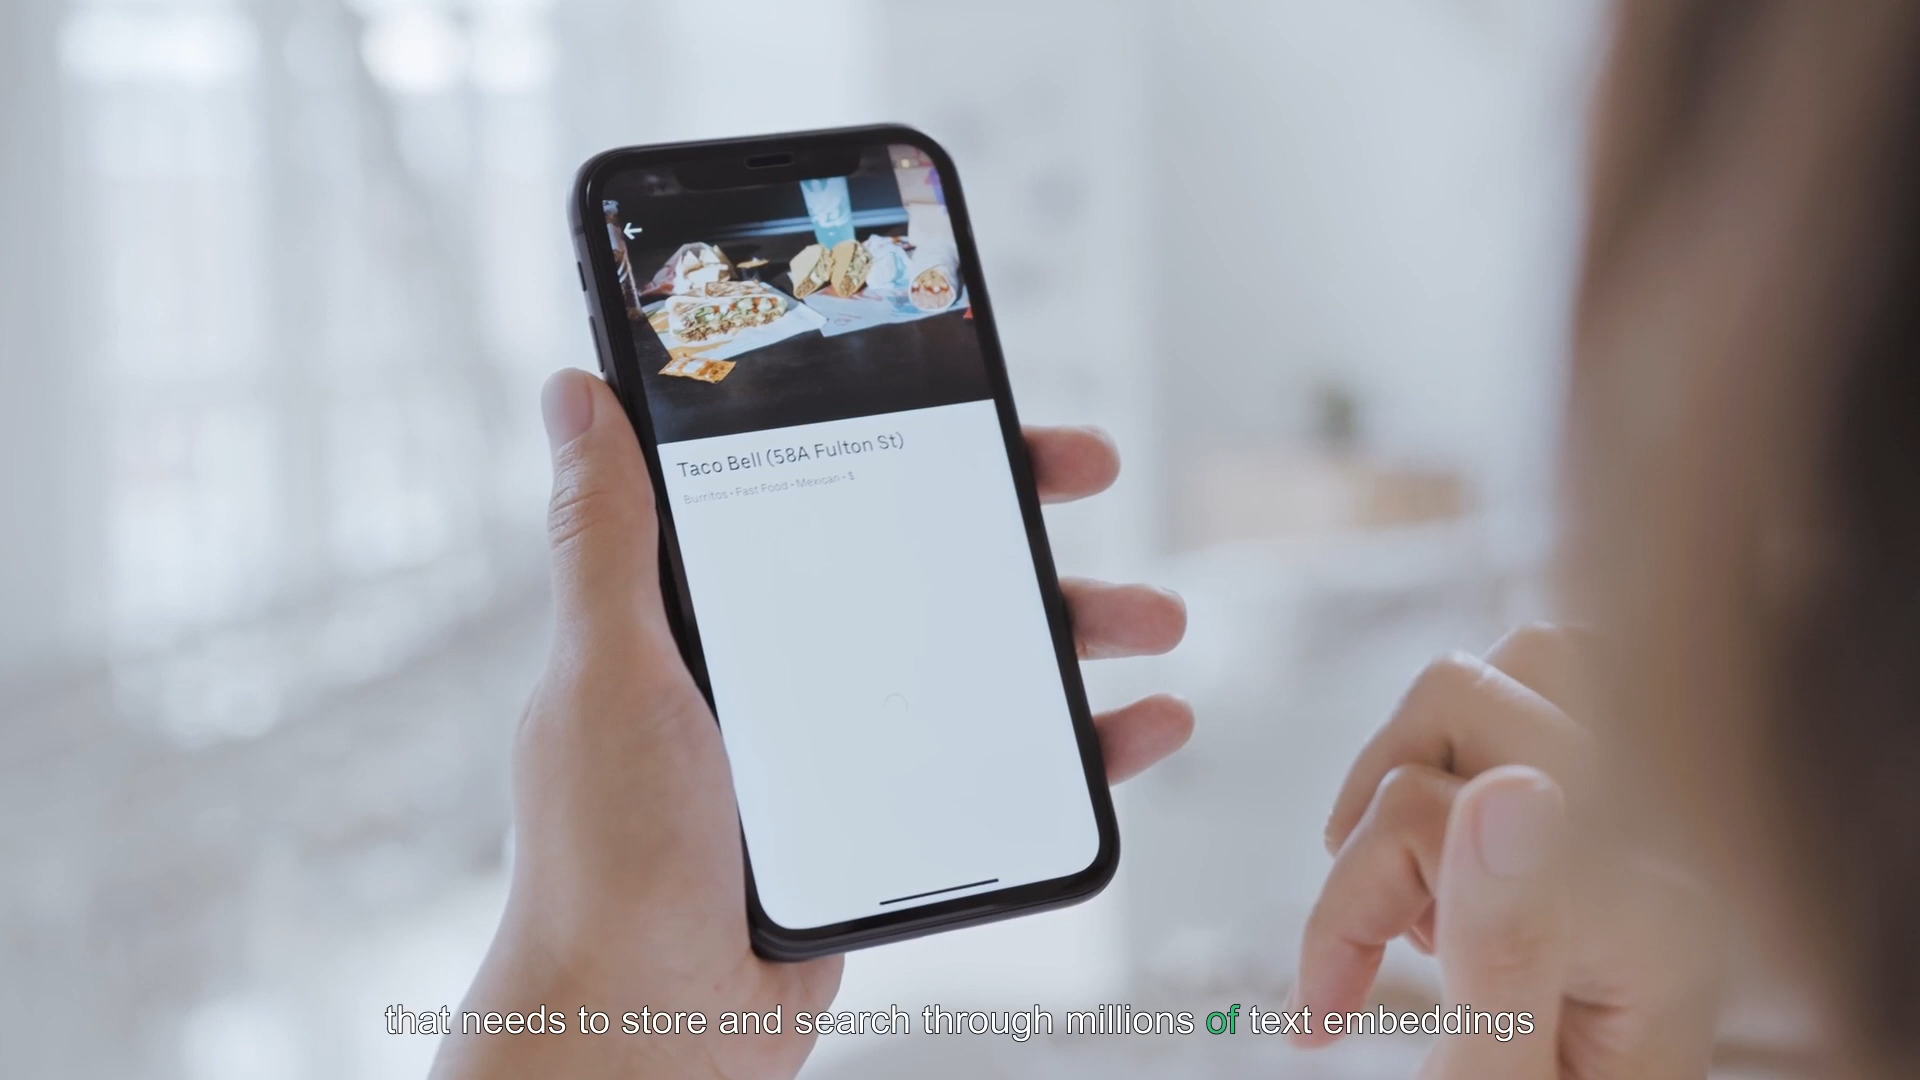 Taco Bell (58A Fulton St)
Burritos • Fast Food • Mexican • $
that needs to store and search through millions of text embeddings